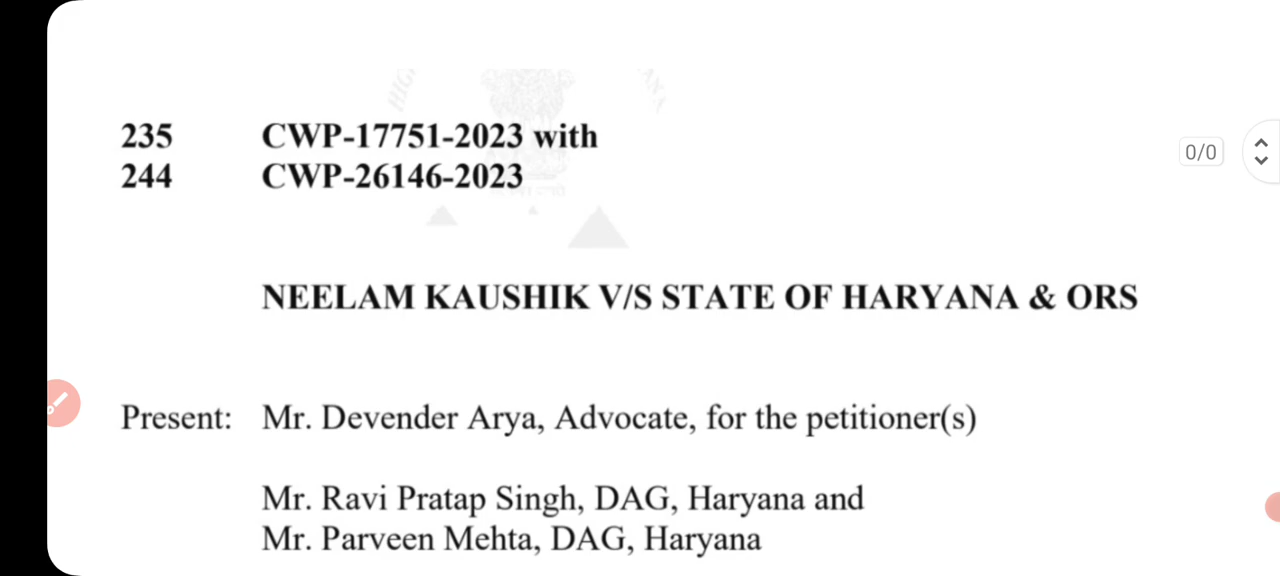 235 CWP-17751-2023 with
244 CWP-26146-2023
0/0
NEELAM KAUSHIK V/S STATE OF HARYANA & ORS
Present: Mr. Devender Arya, Advocate, for the petitioner(s)
Mr. Ravi Pratap Singh, DAG, Haryana and
Mr. Parveen Mehta, DAG, Haryana